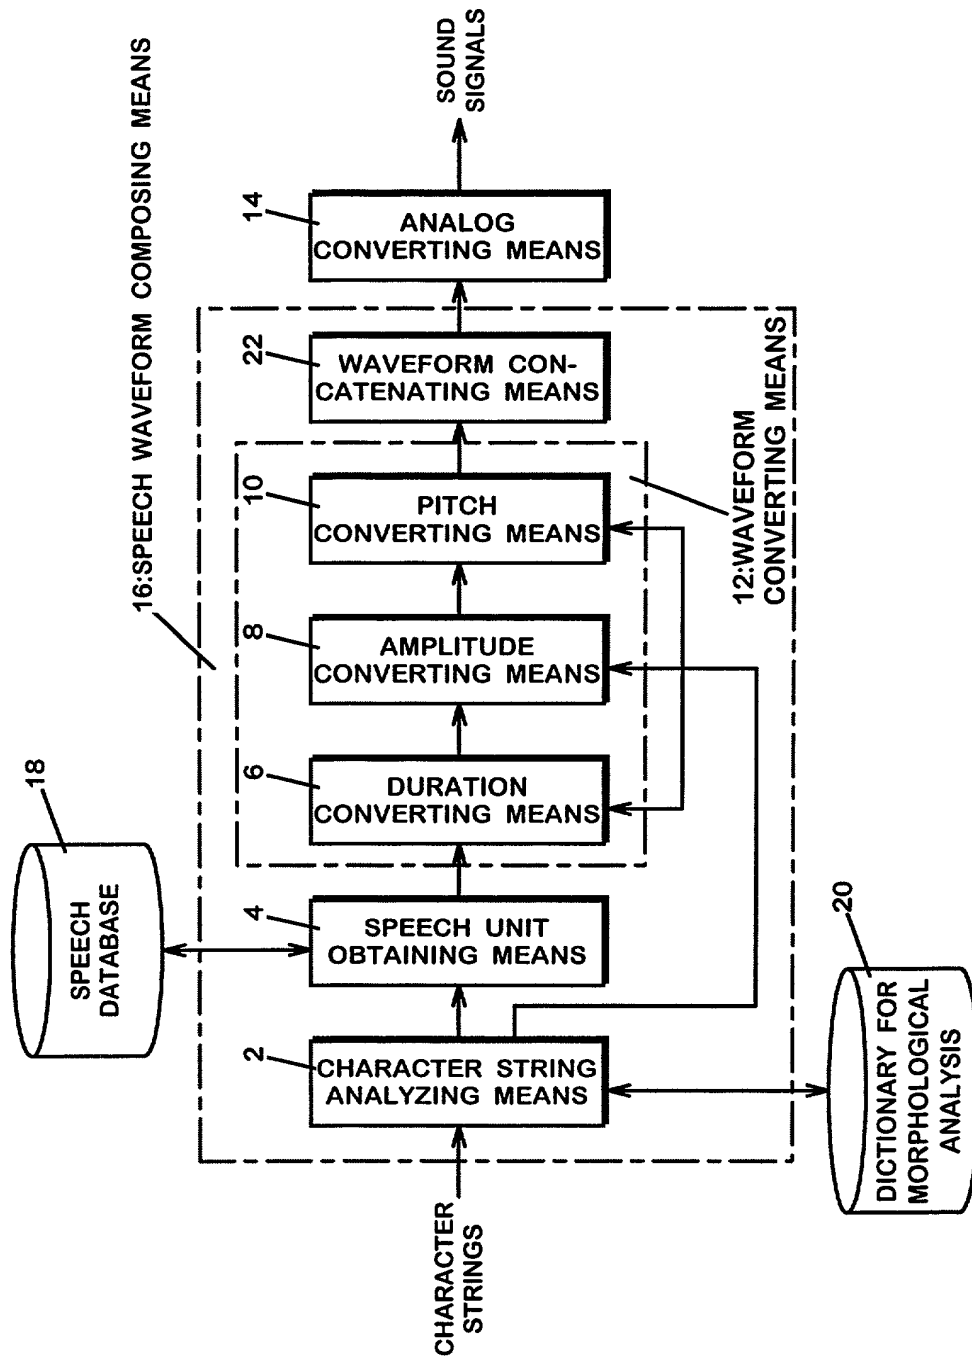 16:SPEECH WAVEFORM COMPOSING MEANS
18
SPEECH
DATABASE
CHARACTER
STRINGS
2
CHARACTER STRING
ANALYZING MEANS
4
SPEECH UNIT
OBTAINING MEANS
6
DURATION
CONVERTING MEANS
8
AMPLITUDE
CONVERTING MEANS
10
PITCH
CONVERTING MEANS
22
WAVEFORM CON-
CATENATING MEANS
14
ANALOG
CONVERTING MEANS
SOUND
SIGNALS
12:WAVEFORM
CONVERTING MEANS
20
DICTIONARY FOR
MORPHOLOGICAL
ANALYSIS